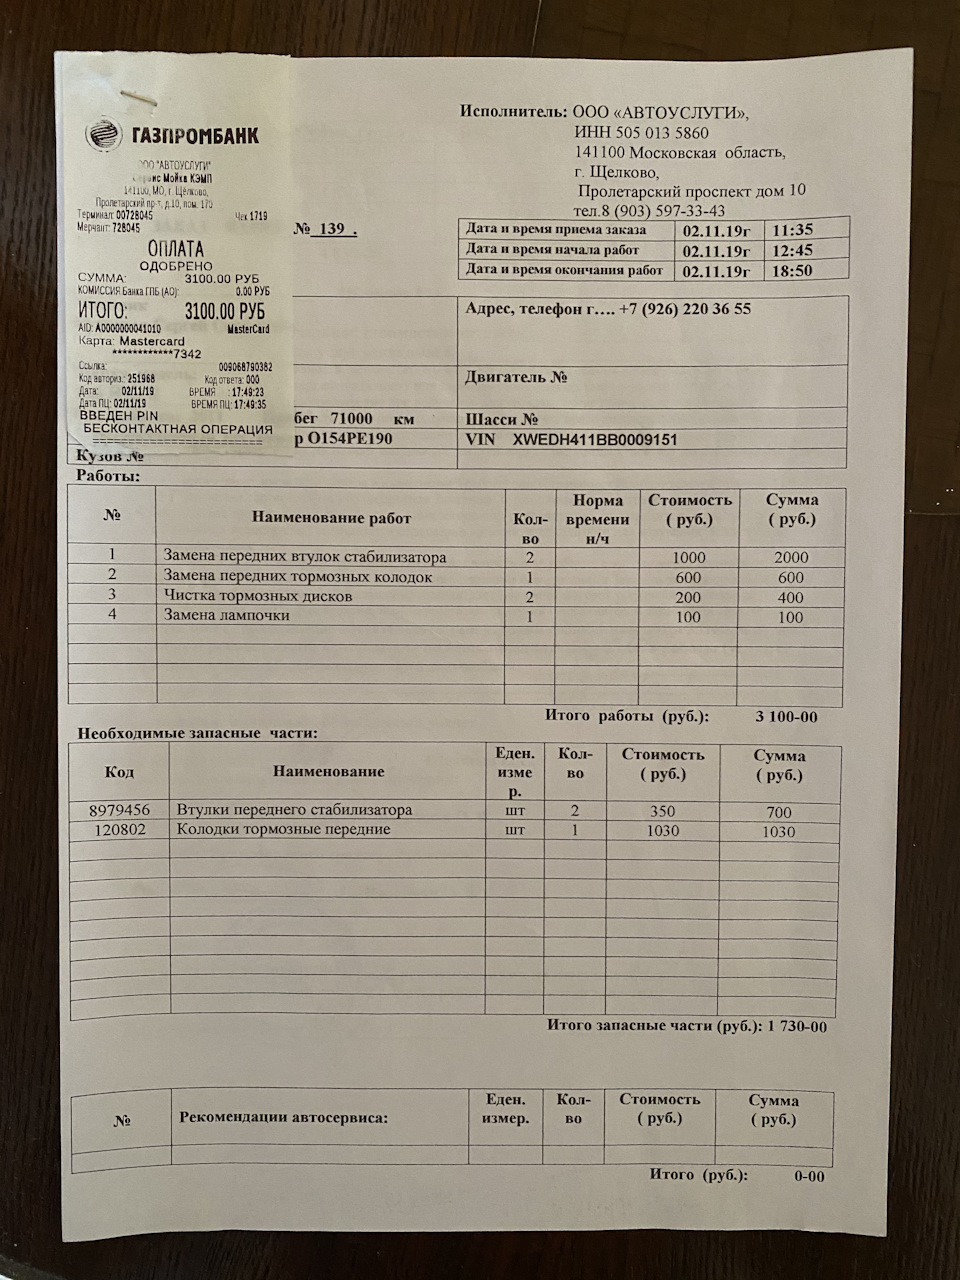 ГАЗПРОМБАНК
ООО "АВТОУСЛУГИ"
Мойка КЭМП
141100, МО, г. Щёлково,
Пролетарский пр-т, д.10, пом. 170
Терминал: 00728045 Чек 1719
Мерчант: 728045
ОПЛАТА
ОДОБРЕНО
СУММА: 3100.00 РУБ
КОМИССИЯ Банка ГПБ (АО): 0.00 РУБ
ИТОГО: 3100.00 РУБ
AID: A0000000041010 MasterCard
Карта: Mastercard
************7342
Ссылка: 009068790382
Код авториз.: 251968 Код ответа: 000
Дата: 02/11/19 ВРЕМЯ :17:49:23
Дата ПЦ: 02/11/19 ВРЕМЯ ПЦ: 17:49:35
ВВЕДЕН PIN
БЕСКОНТАКТНАЯ ОПЕРАЦИЯ
========================
Исполнитель: ООО «АВТОУСЛУГИ»,
ИНН 505 013 5860
141100 Московская область,
г. Щелково,
Пролетарский проспект дом 10
тел.8 (903) 597-33-43
№ 139 .
Дата и время приема заказа 02.11.19г 11:35
Дата и время начала работ 02.11.19г 12:45
Дата и время окончания работ 02.11.19г 18:50
Адрес, телефон г…. +7 (926) 220 36 55
Двигатель №
бег 71000 км Шасси №
р О154РЕ190 VIN XWEDH411BB0009151
Кузов №
Работы:
№ Наименование работ Кол-во Норма времени н/ч Стоимость ( руб.) Сумма ( руб.)
1 Замена передних втулок стабилизатора 2 1000 2000
2 Замена передних тормозных колодок 1 600 600
3 Чистка тормозных дисков 2 200 400
4 Замена лампочки 1 100 100
Итого работы (руб.): 3 100-00
Необходимые запасные части:
Код Наименование Еден. измер. Кол-во Стоимость ( руб.) Сумма ( руб.)
8979456 Втулки переднего стабилизатора шт 2 350 700
120802 Колодки тормозные передние шт 1 1030 1030
Итого запасные части (руб.): 1 730-00
№ Рекомендации автосервиса: Еден. измер. Кол-во Стоимость ( руб.) Сумма ( руб.)
Итого (руб.): 0-00